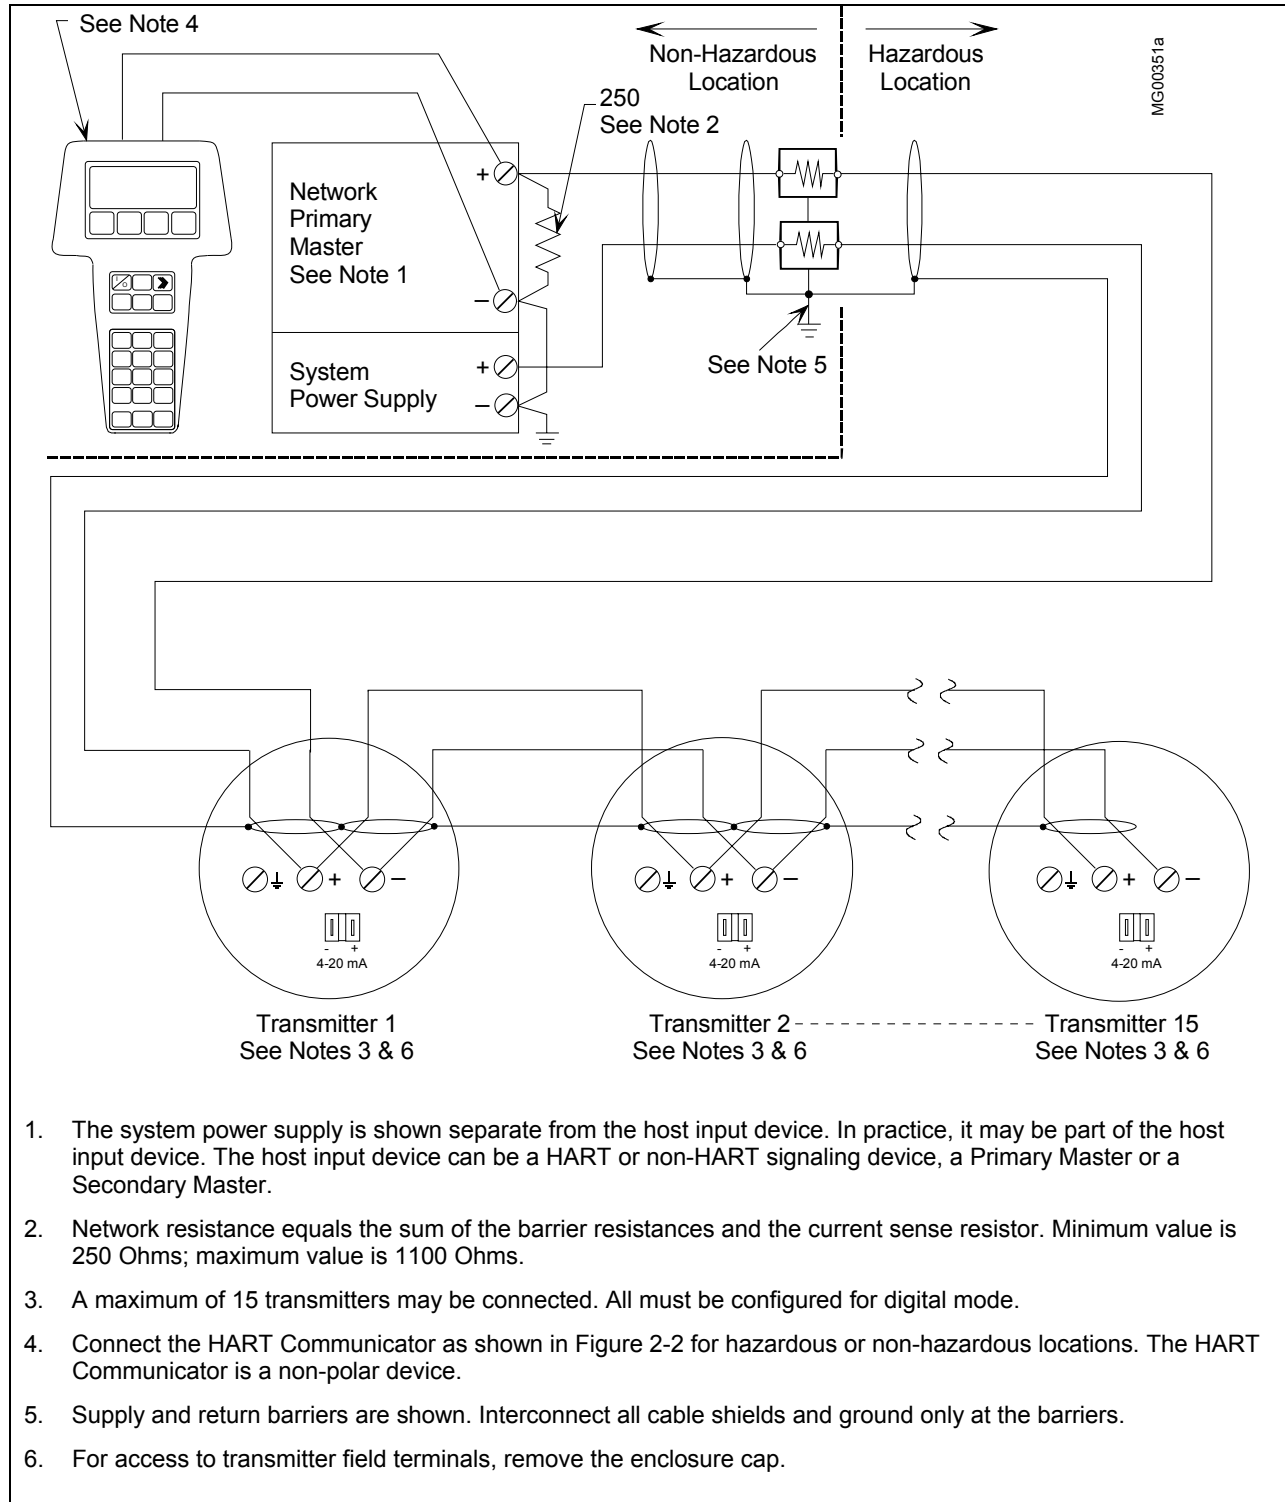 See Note 4
Non-Hazardous
Location
Hazardous
Location
MG00351a
250
See Note 2
+
Network
Primary
Master
See Note 1
–
System
Power Supply
+
–
See Note 5
+ –
- +
4-20 mA
+ –
- +
4-20 mA
+ –
- +
4-20 mA
Transmitter 1
See Notes 3 & 6
Transmitter 2
See Notes 3 & 6
Transmitter 15
See Notes 3 & 6
1. The system power supply is shown separate from the host input device. In practice, it may be part of the host
input device. The host input device can be a HART or non-HART signaling device, a Primary Master or a
Secondary Master.
2. Network resistance equals the sum of the barrier resistances and the current sense resistor. Minimum value is
250 Ohms; maximum value is 1100 Ohms.
3. A maximum of 15 transmitters may be connected. All must be configured for digital mode.
4. Connect the HART Communicator as shown in Figure 2-2 for hazardous or non-hazardous locations. The HART
Communicator is a non-polar device.
5. Supply and return barriers are shown. Interconnect all cable shields and ground only at the barriers.
6. For access to transmitter field terminals, remove the enclosure cap.